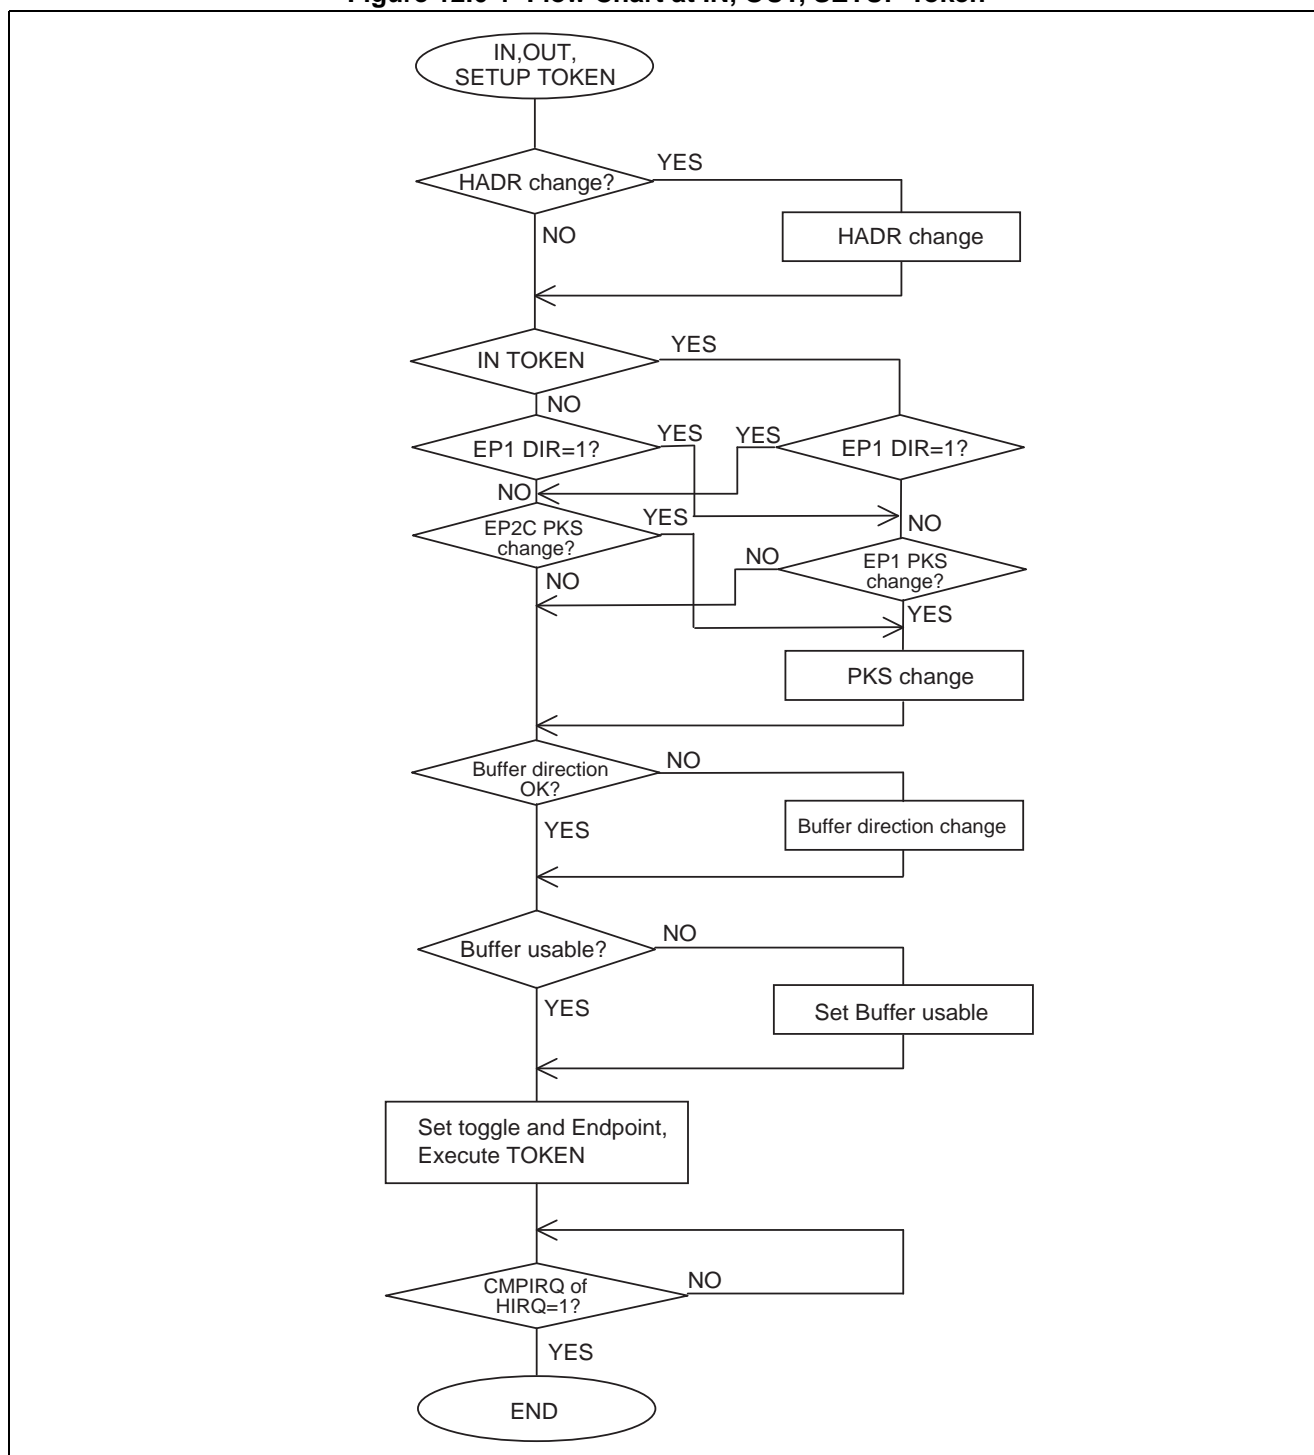 IN,OUT,
SETUP TOKEN
HADR change?
YES
NO
HADR change
IN TOKEN
YES
NO
EP1 DIR=1?
YES
YES
EP1 DIR=1?
NO
NO
EP2C PKS
change?
YES
NO
NO
EP1 PKS
change?
YES
PKS change
Buffer direction
OK?
NO
YES
Buffer direction change
Buffer usable?
NO
YES
Set Buffer usable
Set toggle and Endpoint,
Execute TOKEN
CMPIRQ of
HIRQ=1?
NO
YES
END